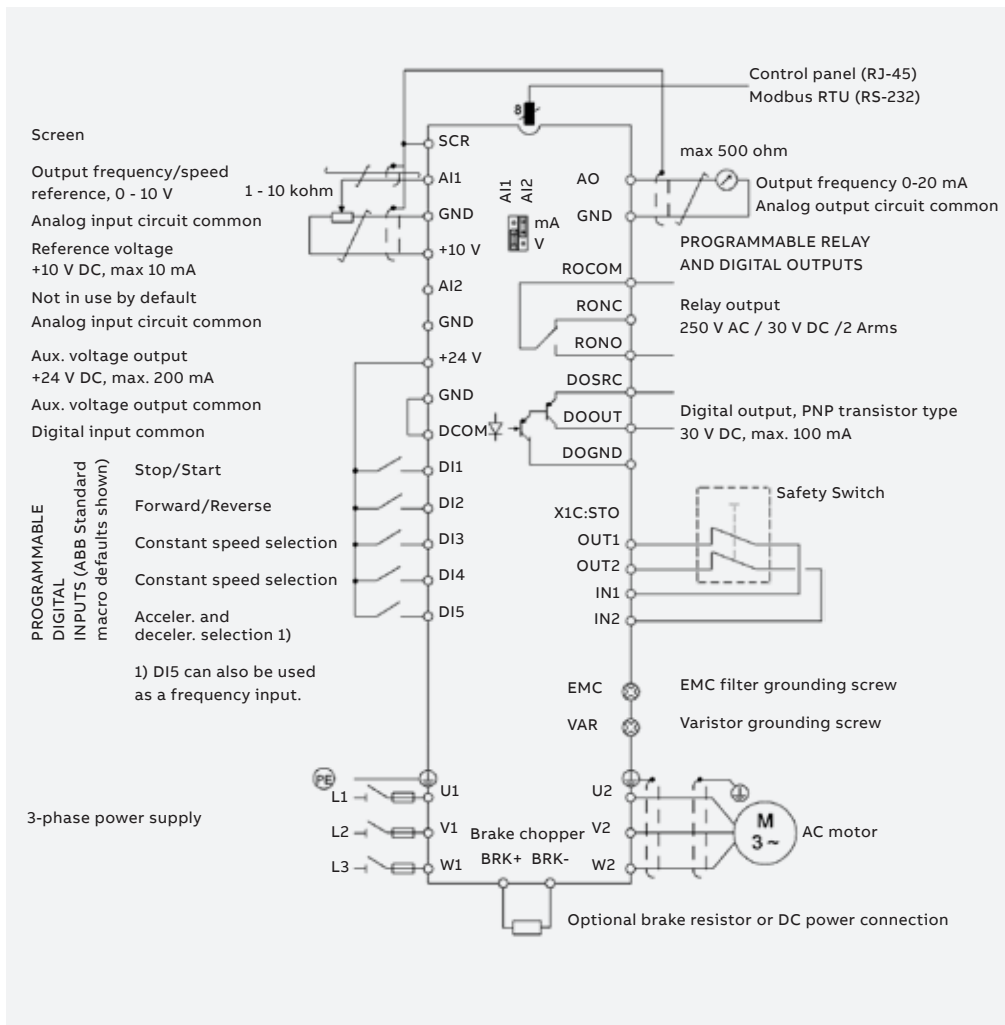 Control panel (RJ-45)
Modbus RTU (RS-232)
8
Screen
Output frequency/speed
reference, 0 - 10 V
1 - 10 kohm
Analog input circuit common
Reference voltage
+10 V DC, max 10 mA
Not in use by default
Analog input circuit common
Aux. voltage output
+24 V DC, max. 200 mA
Aux. voltage output common
Digital input common
PROGRAMMABLE
DIGITAL
INPUTS (ABB Standard
macro defaults shown)
Stop/Start
Forward/Reverse
Constant speed selection
Constant speed selection
Acceler. and
deceler. selection 1)
1) DI5 can also be used
as a frequency input.
SCR
AI1
GND
+10 V
AI2
GND
+24 V
GND
DCOM
DI1
DI2
DI3
DI4
DI5
AI1
AI2
mA
V
AO
GND
ROCOM
RONC
RONO
DOSRC
DOOUT
DOGND
X1C:STO
OUT1
OUT2
IN1
IN2
EMC
VAR
max 500 ohm
Output frequency 0-20 mA
Analog output circuit common
PROGRAMMABLE RELAY
AND DIGITAL OUTPUTS
Relay output
250 V AC / 30 V DC /2 Arms
Digital output, PNP transistor type
30 V DC, max. 100 mA
Safety Switch
EMC filter grounding screw
Varistor grounding screw
3-phase power supply
PE
L1
L2
L3
U1
V1
W1
Brake chopper
BRK+ BRK-
U2
V2
W2
M
3 ~
AC motor
Optional brake resistor or DC power connection